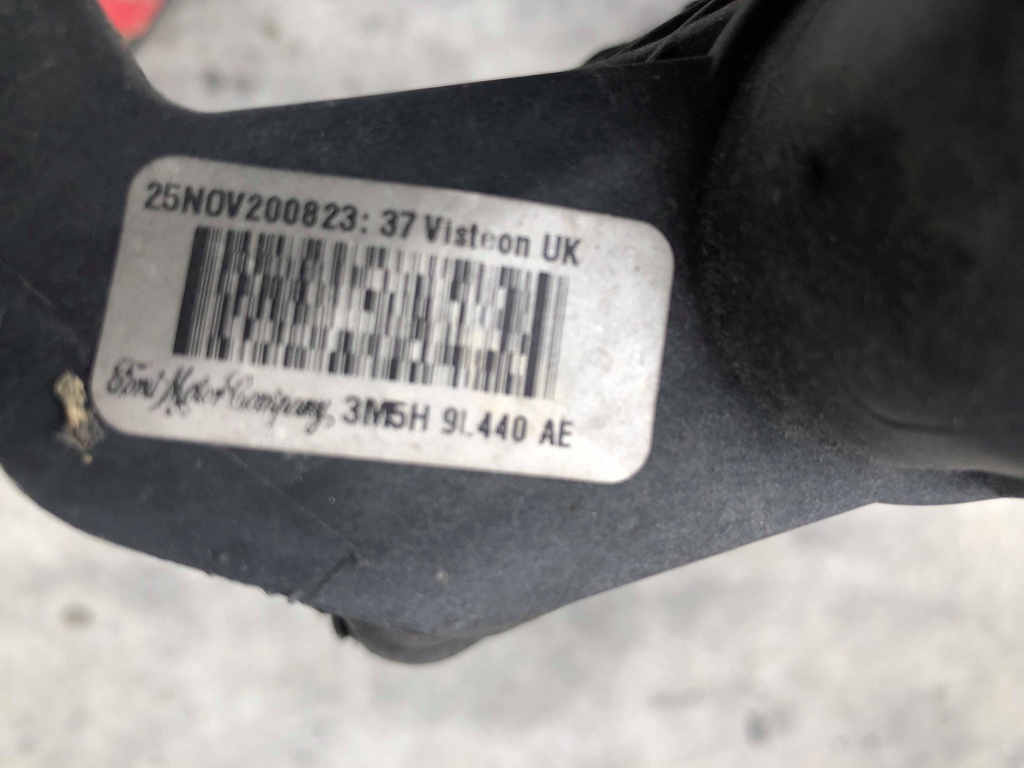 25NOV200823:37 Visteon UK
Ford Motor Company, 3M5H 9L440 AE